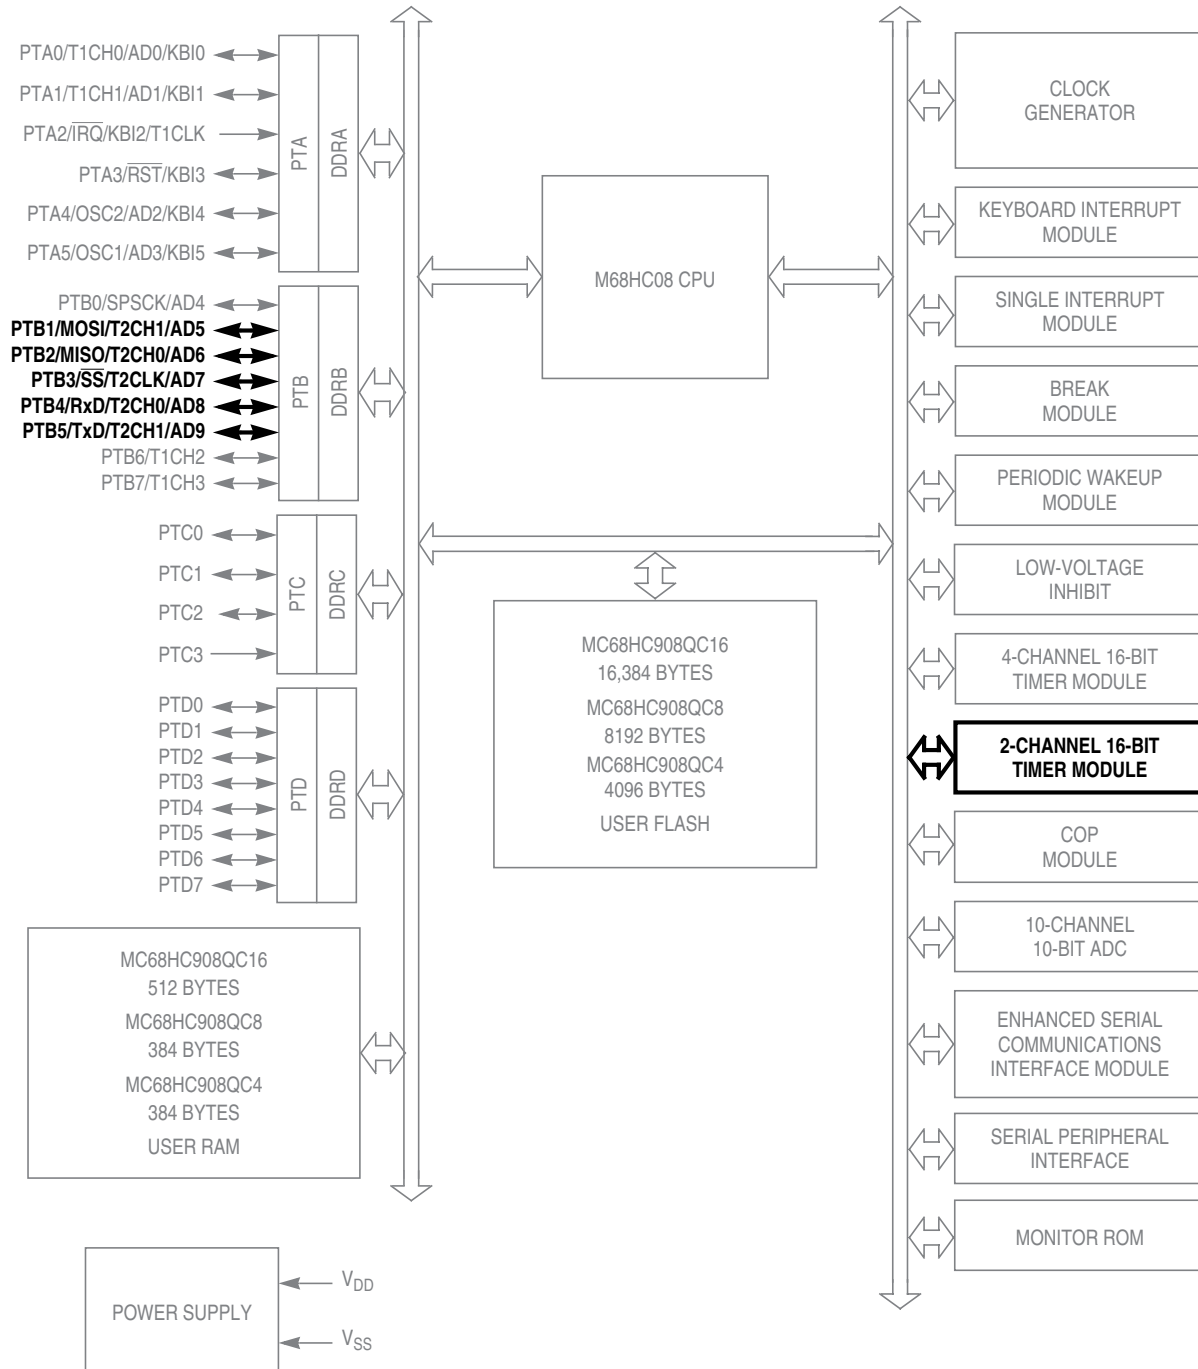 PTA0/T1CH0/AD0/KBI0
PTA1/T1CH1/AD1/KBI1
PTA2/I̅R̅Q̅/KBI2/T1CLK
PTA3/R̅S̅T̅/KBI3
PTA4/OSC2/AD2/KBI4
PTA5/OSC1/AD3/KBI5
PTA
DDRA
PTB0/SPSCK/AD4
PTB1/MOSI/T2CH1/AD5
PTB2/MISO/T2CH0/AD6
PTB3/S̅S̅/T2CLK/AD7
PTB4/RxD/T2CH0/AD8
PTB5/TxD/T2CH1/AD9
PTB6/T1CH2
PTB7/T1CH3
PTB
DDRB
PTC0
PTC1
PTC2
PTC3
PTC
DDRC
PTD0
PTD1
PTD2
PTD3
PTD4
PTD5
PTD6
PTD7
PTD
DDRD
MC68HC908QC16
512 BYTES
MC68HC908QC8
384 BYTES
MC68HC908QC4
384 BYTES
USER RAM
POWER SUPPLY
VDD
VSS
M68HC08 CPU
MC68HC908QC16
16,384 BYTES
MC68HC908QC8
8192 BYTES
MC68HC908QC4
4096 BYTES
USER FLASH
CLOCK
GENERATOR
KEYBOARD INTERRUPT
MODULE
SINGLE INTERRUPT
MODULE
BREAK
MODULE
PERIODIC WAKEUP
MODULE
LOW-VOLTAGE
INHIBIT
4-CHANNEL 16-BIT
TIMER MODULE
2-CHANNEL 16-BIT
TIMER MODULE
COP
MODULE
10-CHANNEL
10-BIT ADC
ENHANCED SERIAL
COMMUNICATIONS
INTERFACE MODULE
SERIAL PERIPHERAL
INTERFACE
MONITOR ROM